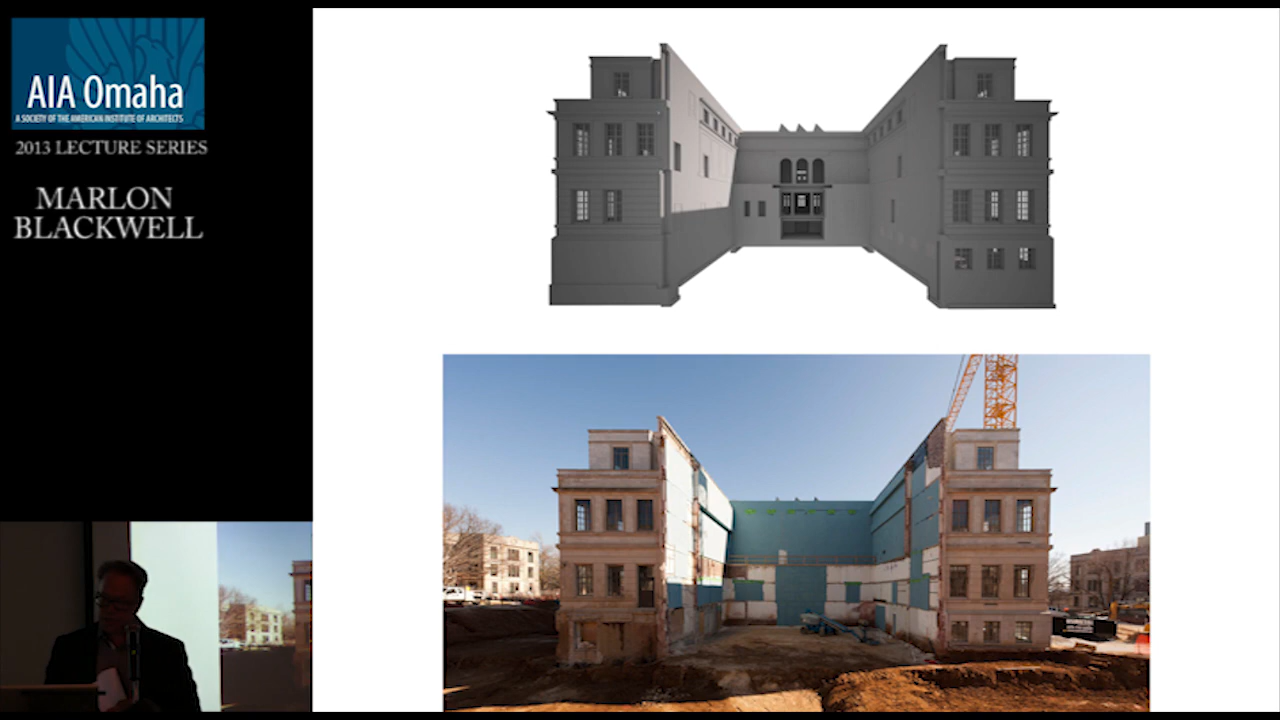 AIA Omaha
A SOCIETY OF THE AMERICAN INSTITUTE OF ARCHITECTS
2013 LECTURE SERIES
MARLON
BLACKWELL